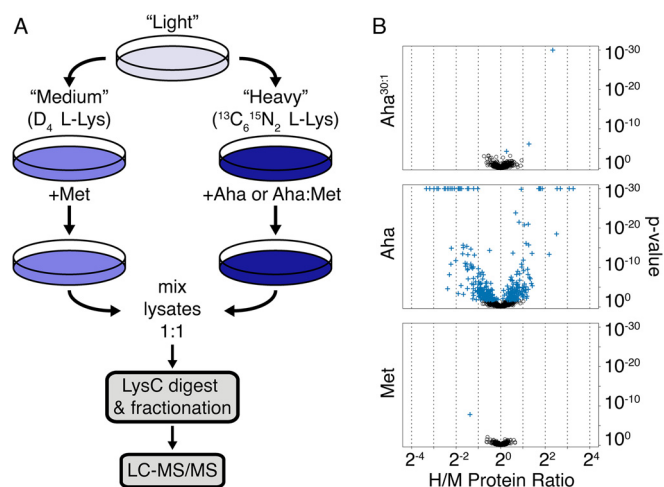 A
“Light”
“Medium”
(D₄ L-Lys)
“Heavy”
(¹³C₆¹⁵N₂ L-Lys)
+Met
+Aha or Aha:Met
mix
lysates
1:1
LysC digest
& fractionation
LC-MS/MS
B
Aha³⁰:¹
10⁻³⁰
10⁻²⁰
10⁻¹⁰
10⁰
Aha
10⁻³⁰
10⁻²⁰
10⁻¹⁰
10⁰
p-value
Met
10⁻³⁰
10⁻²⁰
10⁻¹⁰
10⁰
2⁻⁴ 2⁻² 2⁰ 2² 2⁴
H/M Protein Ratio